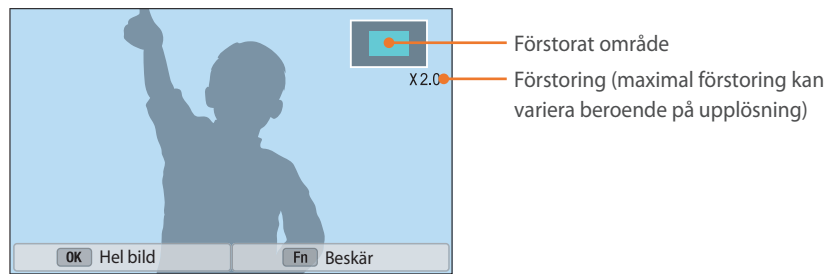 Förstorat område
X 2.0
Förstoring (maximal förstoring kan
variera beroende på upplösning)
OK Hel bild
Fn Beskär